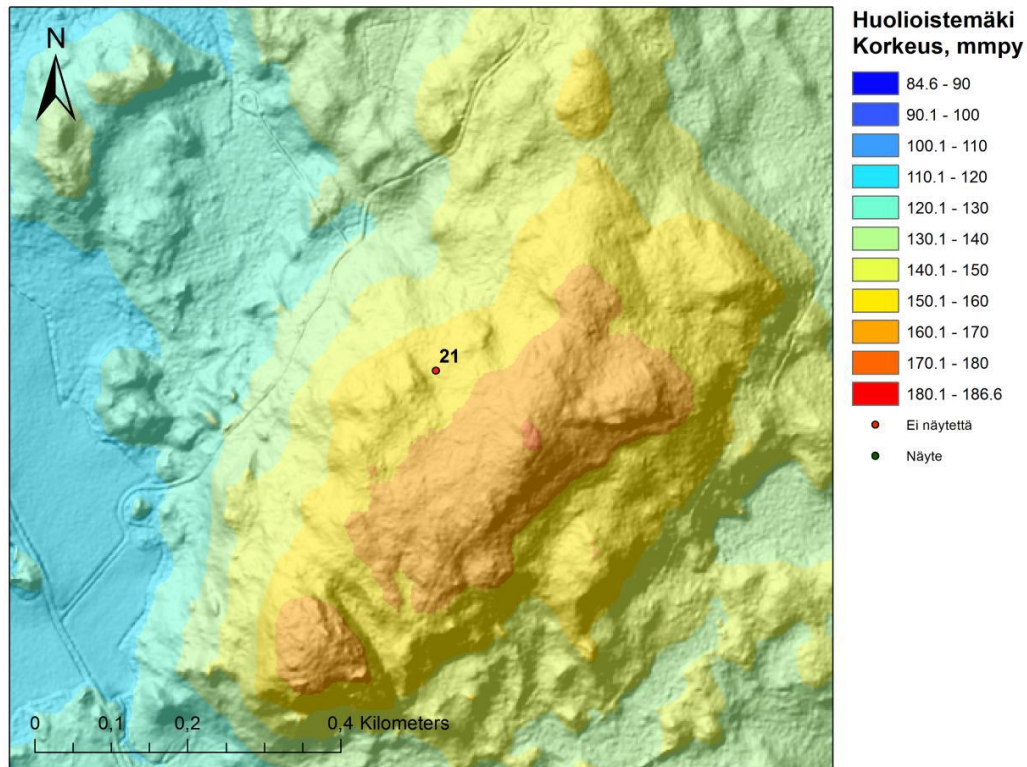 N
21
0 0,1 0,2 0,4 Kilometers
Huolioistemäki
Korkeus, mmpy
84.6 - 90
90.1 - 100
100.1 - 110
110.1 - 120
120.1 - 130
130.1 - 140
140.1 - 150
150.1 - 160
160.1 - 170
170.1 - 180
180.1 - 186.6
Ei näytettä
Näyte